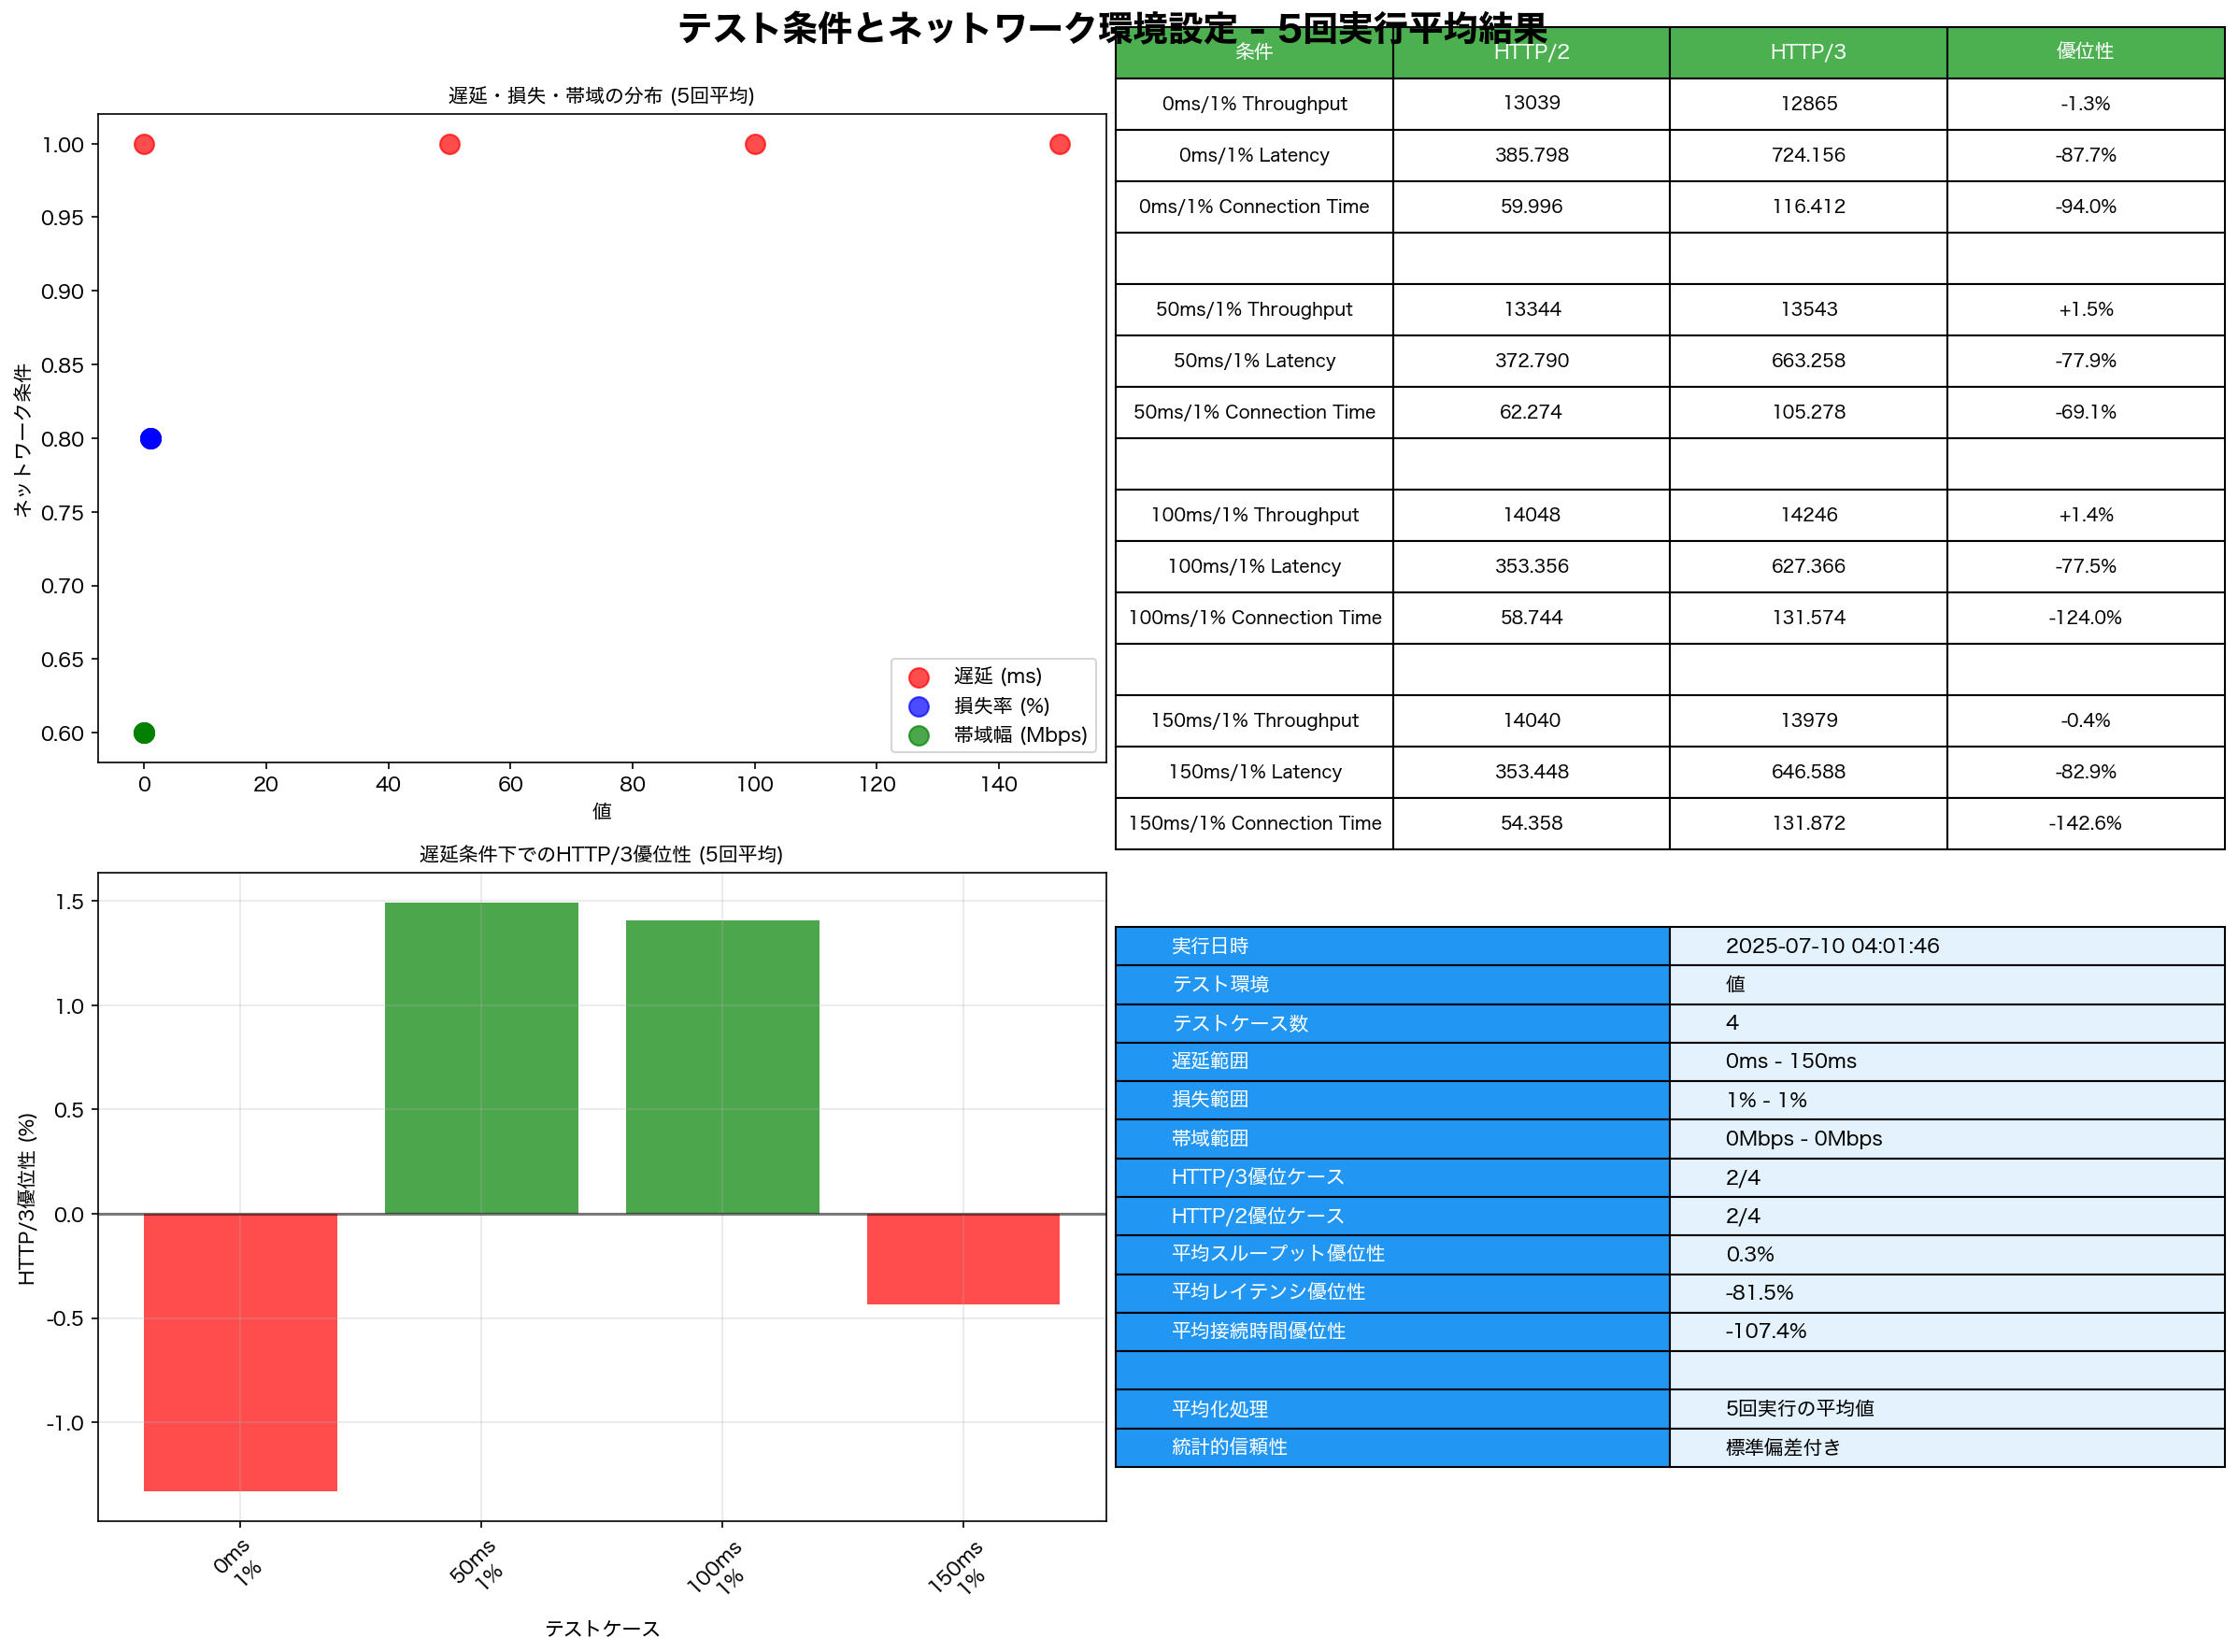 テスト条件とネットワーク環境設定 - 5回実行平均結果
遅延・損失・帯域の分布 (5回平均)
ネットワーク条件
1.00
0.95
0.90
0.85
0.80
0.75
0.70
0.65
0.60
0 20 40 60 80 100 120 140
値
遅延 (ms)
損失率 (%)
帯域幅 (Mbps)
条件 HTTP/2 HTTP/3 優位性
0ms/1% Throughput 13039 12865 -1.3%
0ms/1% Latency 385.798 724.156 -87.7%
0ms/1% Connection Time 59.996 116.412 -94.0%
50ms/1% Throughput 13344 13543 +1.5%
50ms/1% Latency 372.790 663.258 -77.9%
50ms/1% Connection Time 62.274 105.278 -69.1%
100ms/1% Throughput 14048 14246 +1.4%
100ms/1% Latency 353.356 627.366 -77.5%
100ms/1% Connection Time 58.744 131.574 -124.0%
150ms/1% Throughput 14040 13979 -0.4%
150ms/1% Latency 353.448 646.588 -82.9%
150ms/1% Connection Time 54.358 131.872 -142.6%
遅延条件下でのHTTP/3優位性 (5回平均)
HTTP/3優位性 (%)
1.5
1.0
0.5
0.0
-0.5
-1.0
0ms
1%
50ms
1%
100ms
1%
150ms
1%
テストケース
実行日時 2025-07-10 04:01:46
テスト環境 値
テストケース数 4
遅延範囲 0ms - 150ms
損失範囲 1% - 1%
帯域範囲 0Mbps - 0Mbps
HTTP/3優位ケース 2/4
HTTP/2優位ケース 2/4
平均スループット優位性 0.3%
平均レイテンシ優位性 -81.5%
平均接続時間優位性 -107.4%
平均化処理 5回実行の平均値
統計的信頼性 標準偏差付き